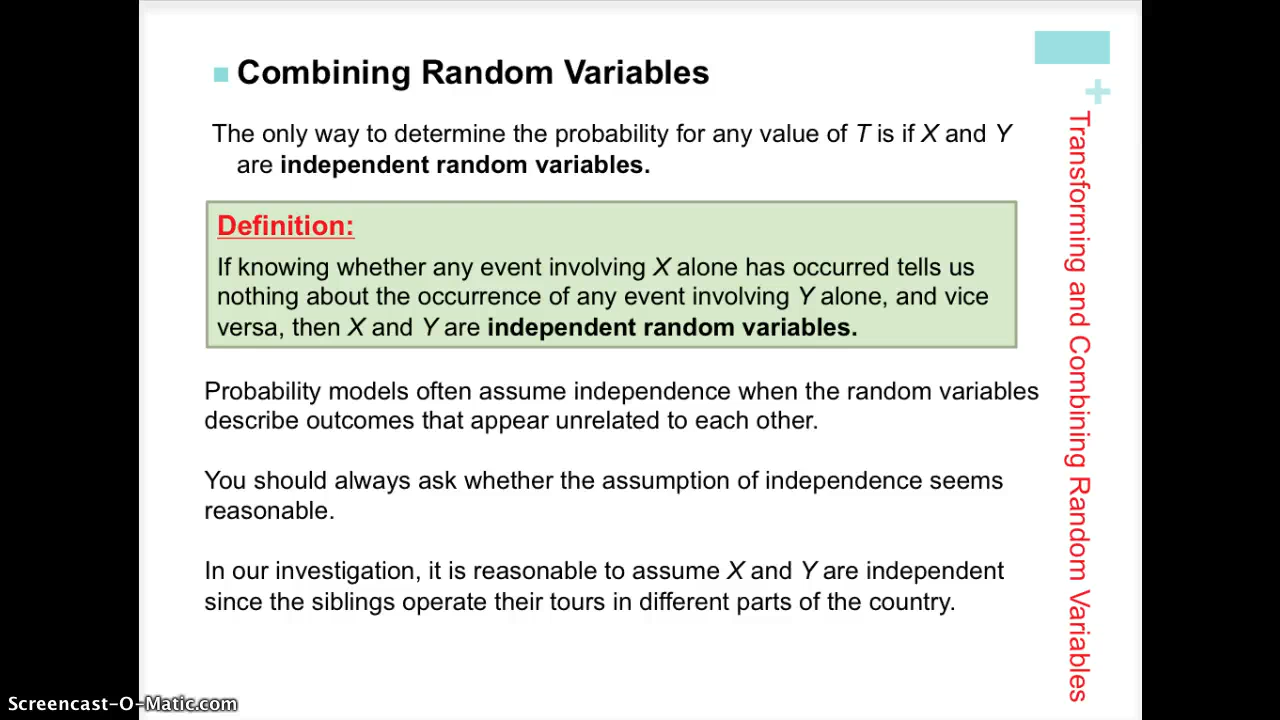 Combining Random Variables
The only way to determine the probability for any value of T is if X and Y
are independent random variables.
Definition:
If knowing whether any event involving X alone has occurred tells us
nothing about the occurrence of any event involving Y alone, and vice
versa, then X and Y are independent random variables.
Probability models often assume independence when the random variables
describe outcomes that appear unrelated to each other.
You should always ask whether the assumption of independence seems
reasonable.
In our investigation, it is reasonable to assume X and Y are independent
since the siblings operate their tours in different parts of the country.
+
Transforming and Combining Random Variables
Screencast-O-Matic.com